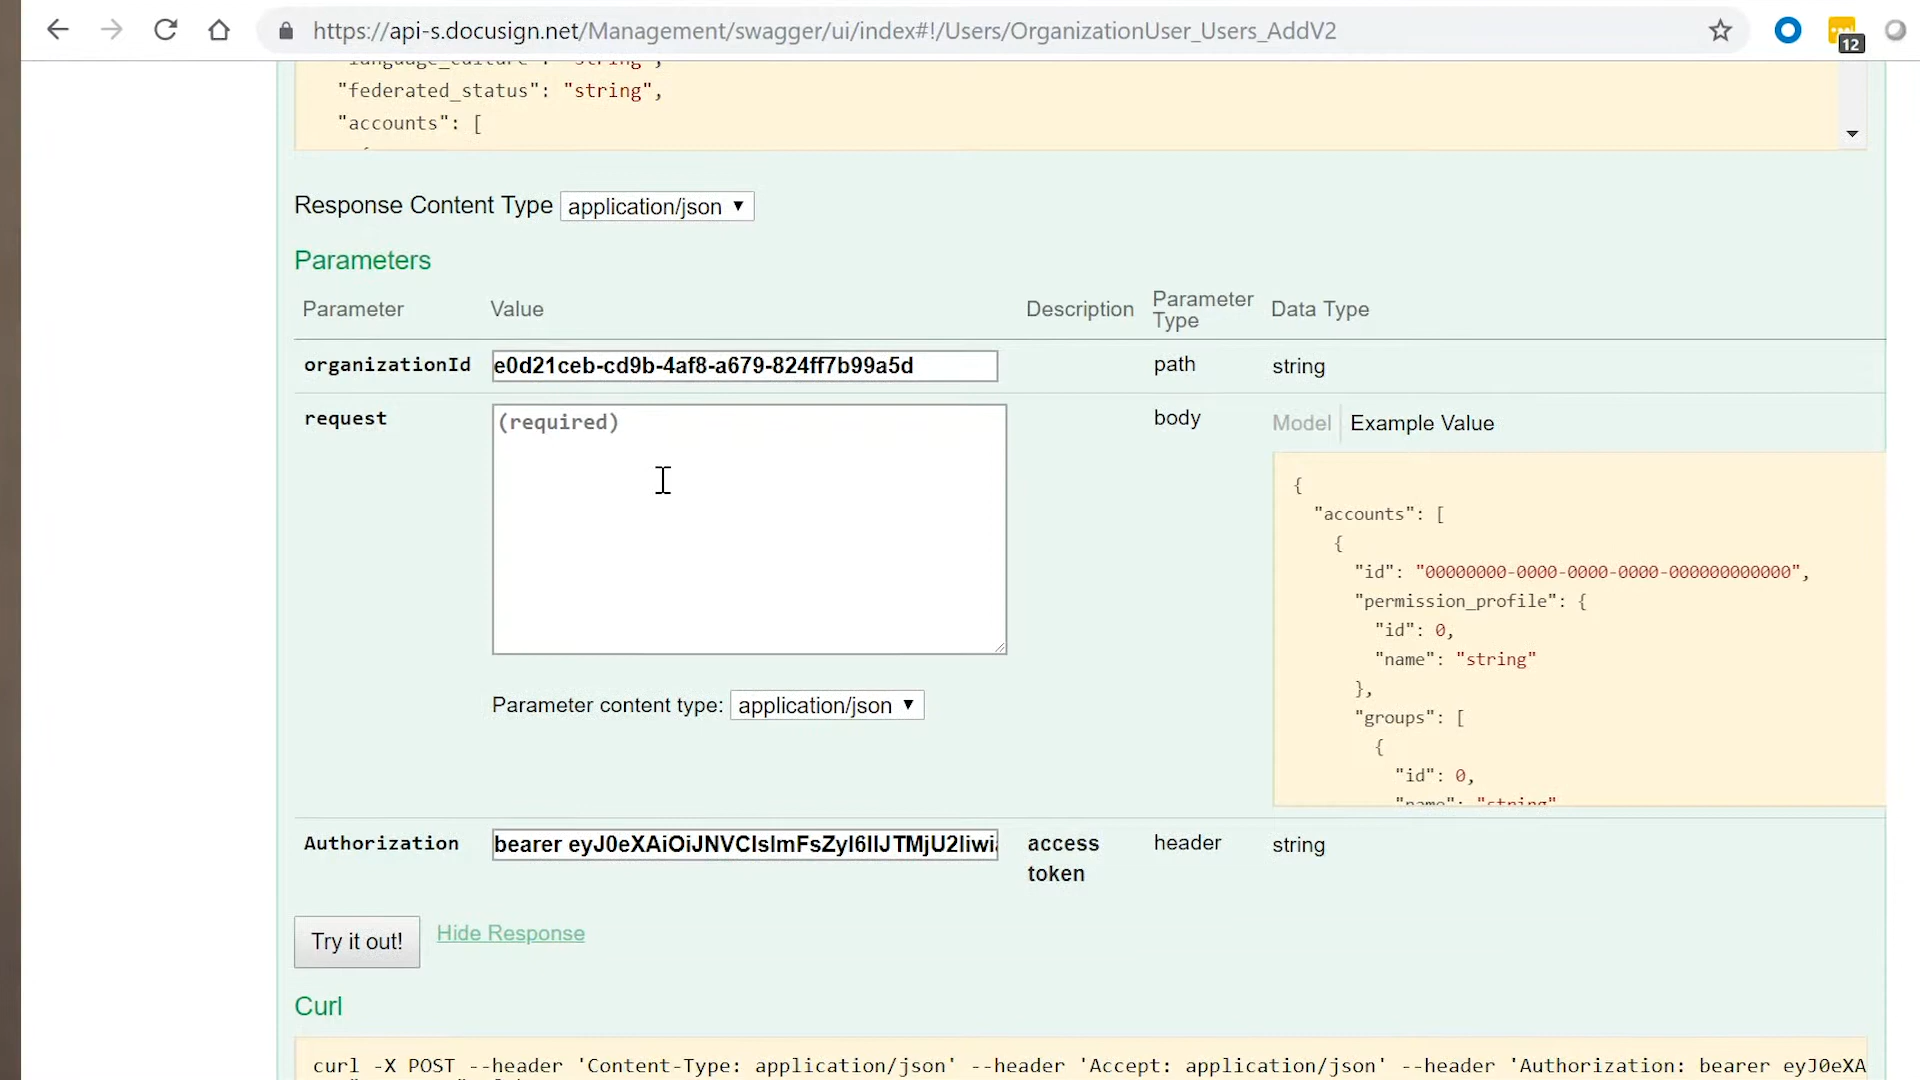 https://api-s.docusign.net/Management/swagger/ui/index#!/Users/OrganizationUser_Users_AddV2
12
"language_culture": "string",
"federated_status": "string",
"accounts": [
Response Content Type application/json
Parameters
Parameter Value Description Parameter Type Data Type
organizationId e0d21ceb-cd9b-4af8-a679-824ff7b99a5d path string
request (required) body Model Example Value
{
"accounts": [
{
"id": "00000000-0000-0000-0000-000000000000",
"permission_profile": {
"id": 0,
"name": "string"
},
"groups": [
{
"id": 0,
"name": "string"
Parameter content type: application/json
Authorization bearer eyJ0eXAiOiJNVCIsImFsZyI6IlJTMjU2Iiwi access token header string
Try it out! Hide Response
Curl
curl -X POST --header 'Content-Type: application/json' --header 'Accept: application/json' --header 'Authorization: bearer eyJ0eXA